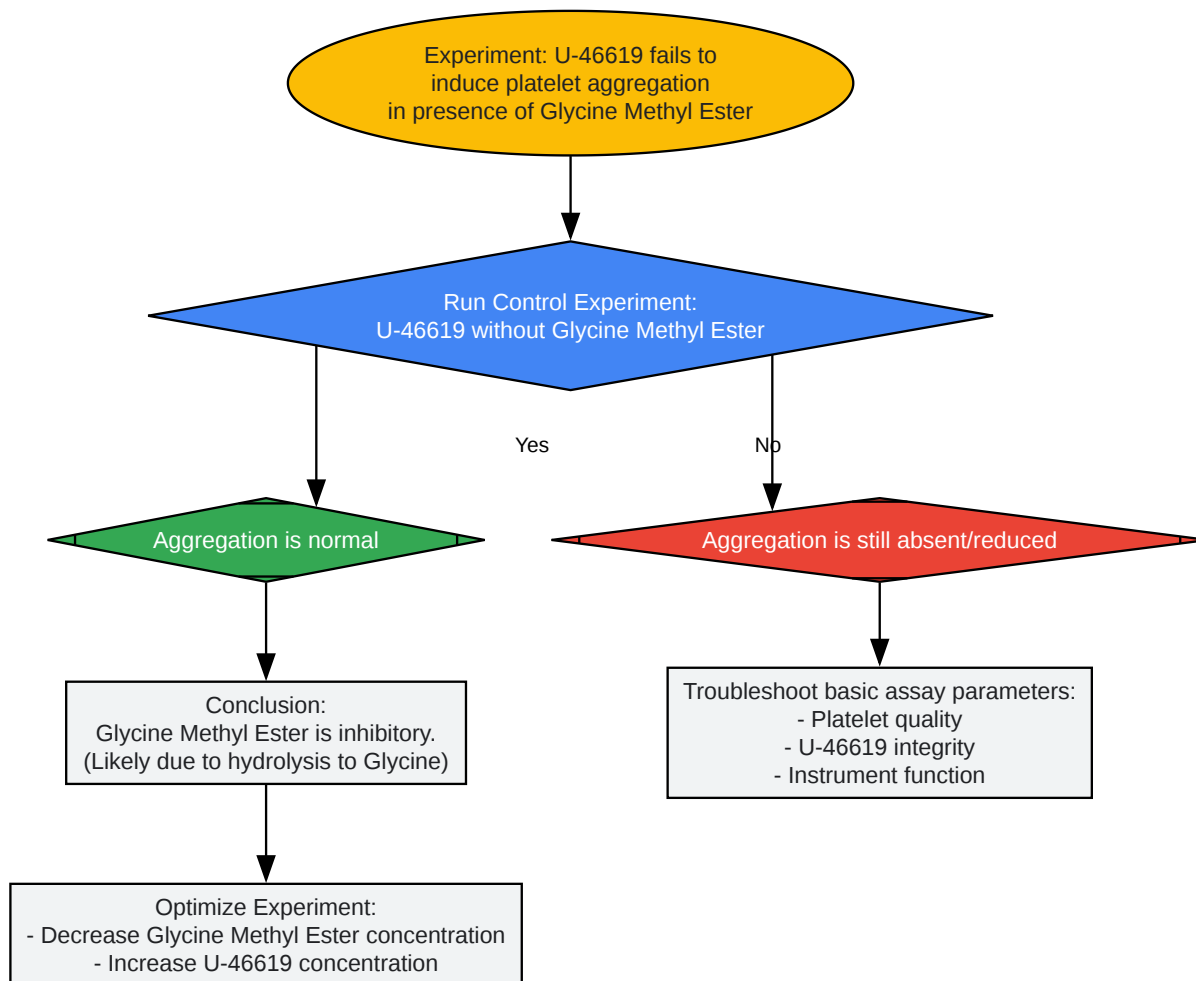 Experiment: U-46619 fails to
induce platelet aggregation
in presence of Glycine Methyl Ester
Run Control Experiment:
U-46619 without Glycine Methyl Ester
Yes
No
Aggregation is normal
Aggregation is still absent/reduced
Conclusion:
Glycine Methyl Ester is inhibitory.
(Likely due to hydrolysis to Glycine)
Troubleshoot basic assay parameters:
- Platelet quality
- U-46619 integrity
- Instrument function
Optimize Experiment:
- Decrease Glycine Methyl Ester concentration
- Increase U-46619 concentration